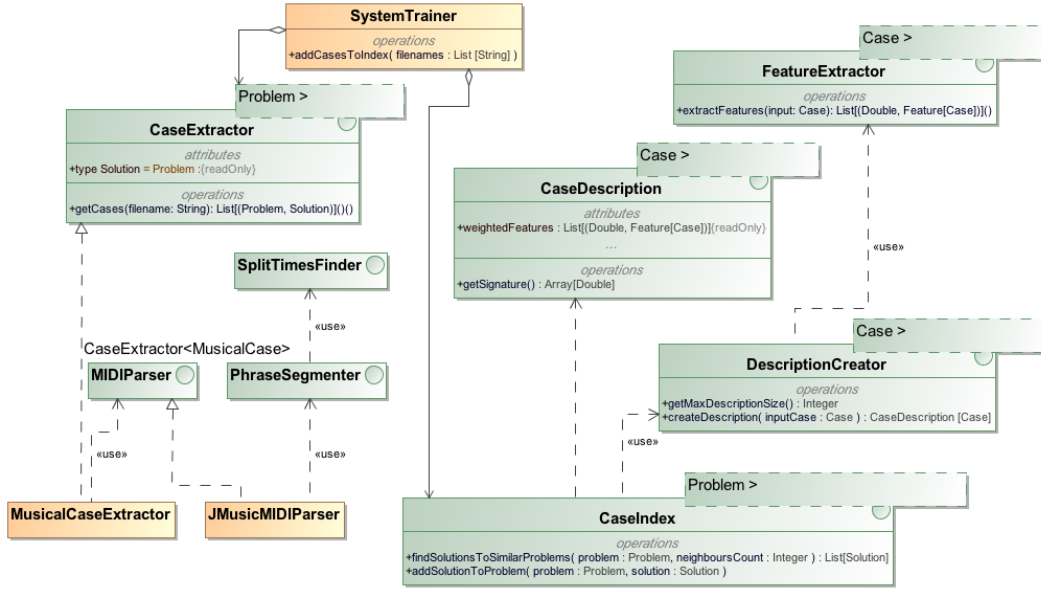 SystemTrainer
operations
+addCasesToIndex( filenames : List [String] )
Problem >
CaseExtractor
attributes
+type Solution = Problem :{readOnly}
operations
+getCases(filename: String): List[(Problem, Solution)]()()
Case >
FeatureExtractor
operations
+extractFeatures(input: Case): List[(Double, Feature[Case])]()
Case >
CaseDescription
attributes
+weightedFeatures : List[(Double, Feature[Case])]{readOnly}
...
operations
+getSignature() : Array[Double]
«use»
SplitTimesFinder
«use»
CaseExtractor<MusicalCase>
MIDIParser
PhraseSegmenter
Case >
DescriptionCreator
operations
+getMaxDescriptionSize() : Integer
+createDescription( inputCase : Case ) : CaseDescription [Case]
«use»
«use»
«use»
MusicalCaseExtractor
JMusicMIDIParser
Problem >
CaseIndex
operations
+findSolutionsToSimilarProblems( problem : Problem, neighboursCount : Integer ) : List[Solution]
+addSolutionToProblem( problem : Problem, solution : Solution )